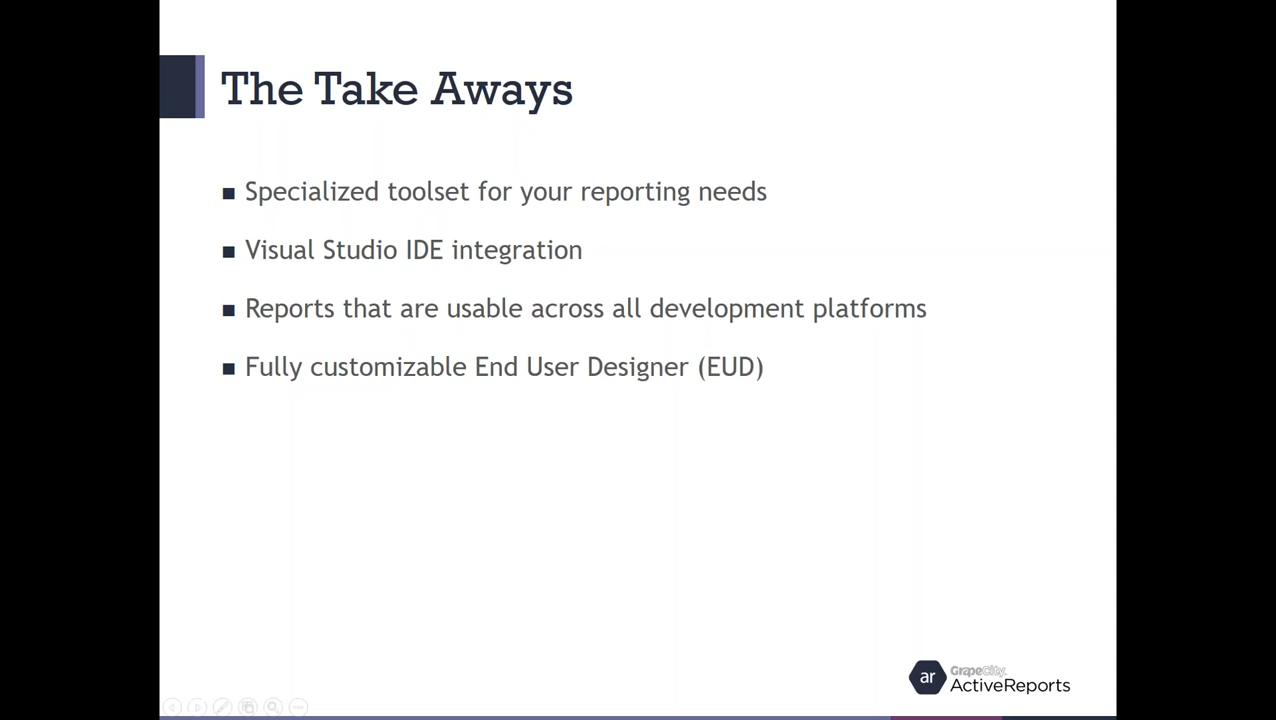 The Take Aways
Specialized toolset for your reporting needs
Visual Studio IDE integration
Reports that are usable across all development platforms
Fully customizable End User Designer (EUD)
ar
GrapeCity
ActiveReports